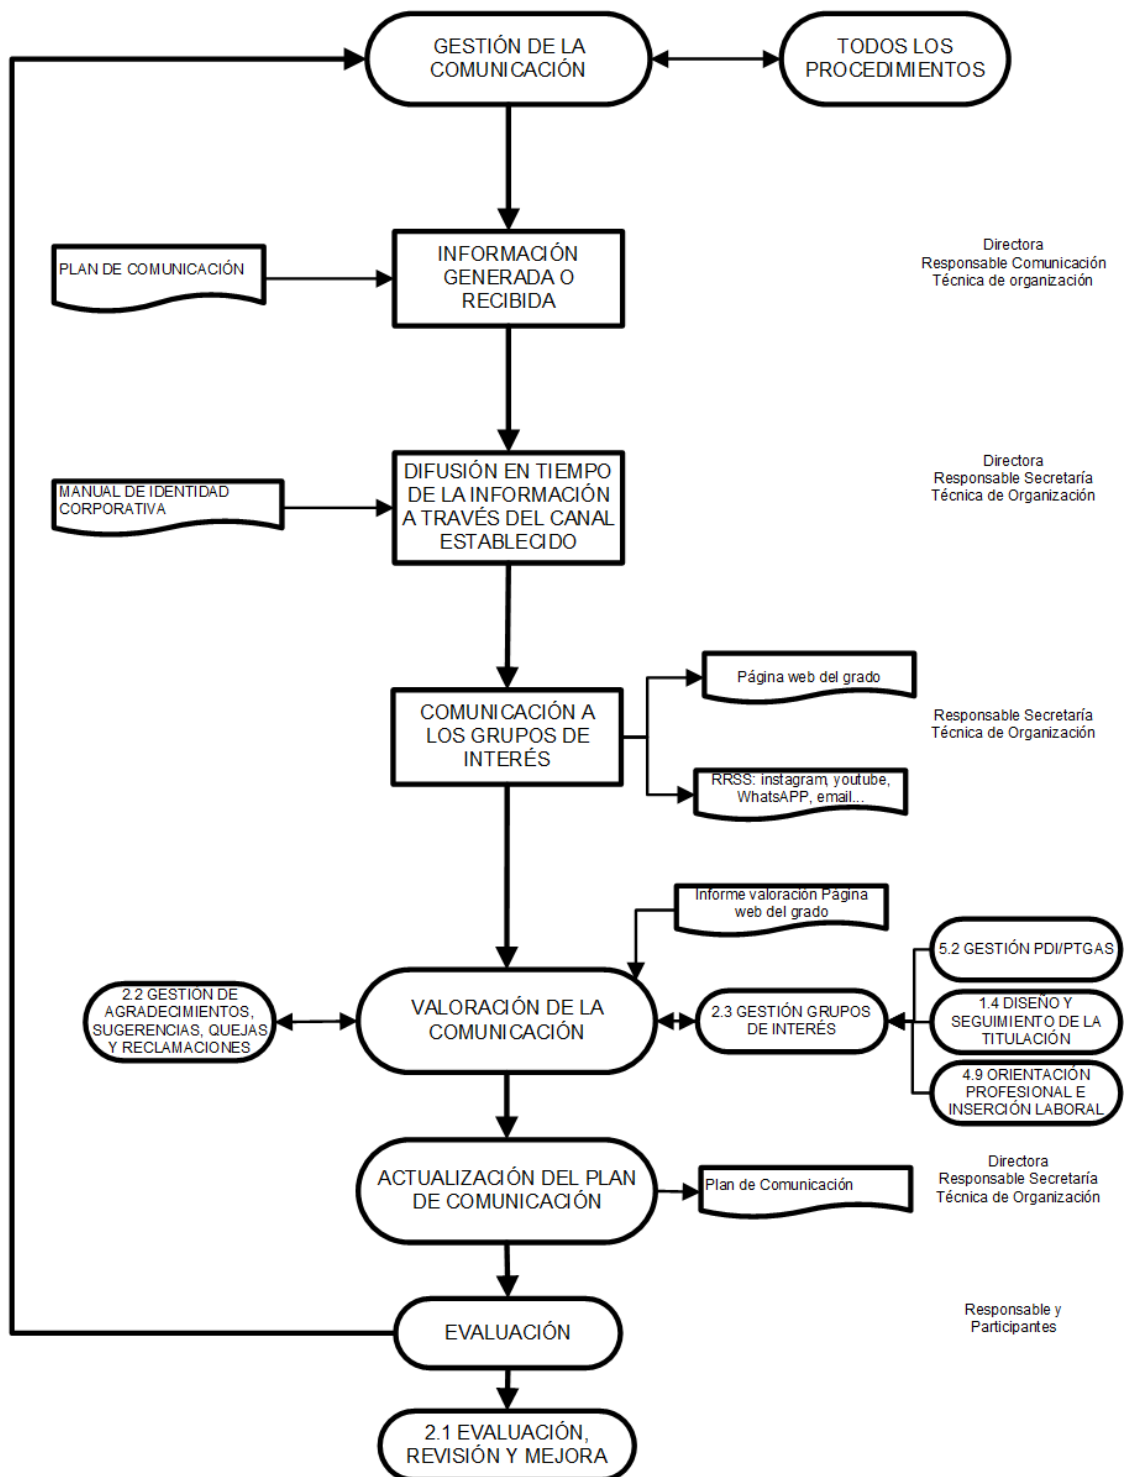 GESTIÓN DE LA
COMUNICACIÓN
TODOS LOS
PROCEDIMIENTOS
PLAN DE COMUNICACIÓN
INFORMACIÓN
GENERADA O
RECIBIDA
Directora
Responsable Comunicación
Técnica de organización
MANUAL DE IDENTIDAD
CORPORATIVA
DIFUSIÓN EN TIEMPO
DE LA INFORMACIÓN
A TRAVÉS DEL CANAL
ESTABLECIDO
Directora
Responsable Secretaría
Técnica de Organización
COMUNICACIÓN A
LOS GRUPOS DE
INTERÉS
Página web del grado
RRSS: instagram, youtube,
WhatsAPP, email...
Responsable Secretaría
Técnica de Organización
Informe valoración Página
web del grado
2.2 GESTIÓN DE
AGRADECIMIENTOS,
SUGERENCIAS, QUEJAS
Y RECLAMACIONES
VALORACIÓN DE LA
COMUNICACIÓN
2.3 GESTIÓN GRUPOS
DE INTERÉS
5.2 GESTIÓN PDI/PTGAS
1.4 DISEÑO Y
SEGUIMIENTO DE LA
TITULACIÓN
4.9 ORIENTACIÓN
PROFESIONAL E
INSERCIÓN LABORAL
ACTUALIZACIÓN DEL PLAN
DE COMUNICACIÓN
Plan de Comunicación
Directora
Responsable Secretaría
Técnica de Organización
EVALUACIÓN
Responsable y
Participantes
2.1 EVALUACIÓN,
REVISIÓN Y MEJORA